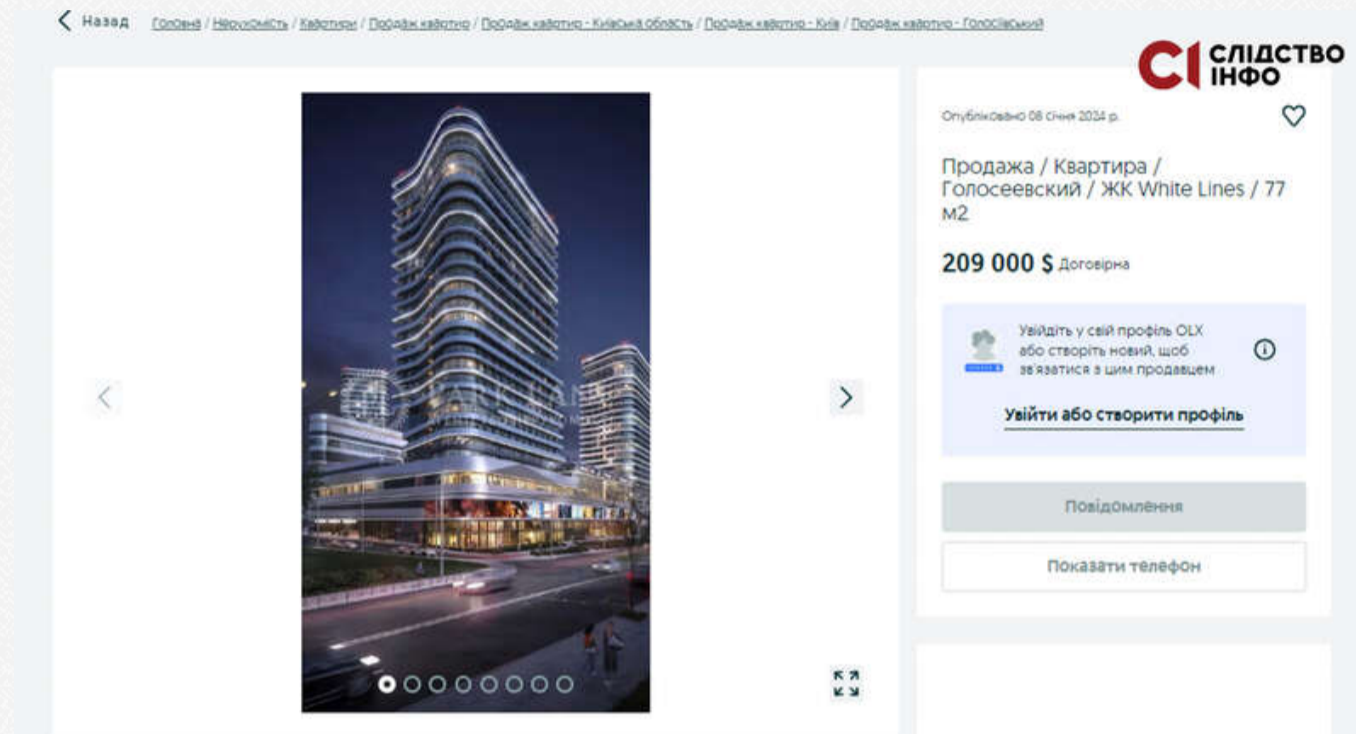 Назад
Головна / Нерухомість / Квартири / Продаж квартир / Продаж квартир - Київська область / Продаж квартир - Київ / Продаж квартир - Голосіївський
СІ СЛІДСТВО
ІНФО
Опубліковано 08 січня 2024 р.
Продажа / Квартира /
Голосеевский / ЖК White Lines / 77
м2
209 000 $ Договірна
Увійдіть у свій профіль OLX
або створіть новий, щоб
зв'язатися з цим продавцем
Увійти або створити профіль
Повідомлення
Показати телефон